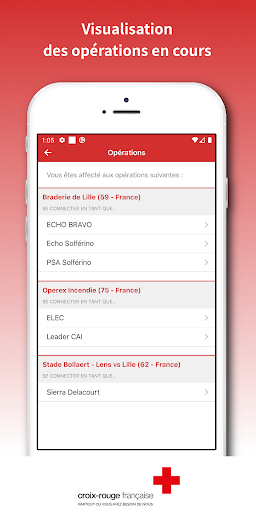 Visualisation
des opérations en cours
1:05
Opérations
Vous êtes affecté aux opérations suivantes :
Braderie de Lille (59 - France)
SE CONNECTER EN TANT QUE...
ECHO BRAVO
Echo Solférino
PSA Solférino
Operex Incendie (75 - France)
SE CONNECTER EN TANT QUE...
ELEC
Leader CAI
Stade Bollaert - Lens vs Lille (62 - France)
SE CONNECTER EN TANT QUE...
Sierra Delacourt
croix-rouge française
PARTOUT OÙ VOUS AVEZ BESOIN DE NOUS